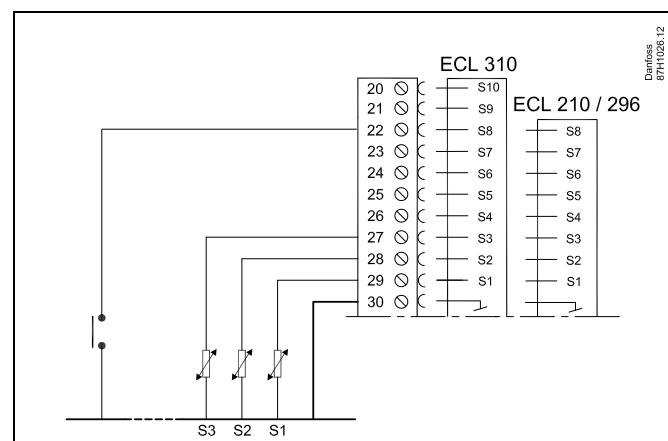 Danfoss
87H1026.12
ECL 310
ECL 210 / 296
20 S10
21 S9
22 S8 S8
23 S7 S7
24 S6 S6
25 S5 S5
26 S4 S4
27 S3 S3
28 S2 S2
29 S1 S1
30
S3 S2 S1